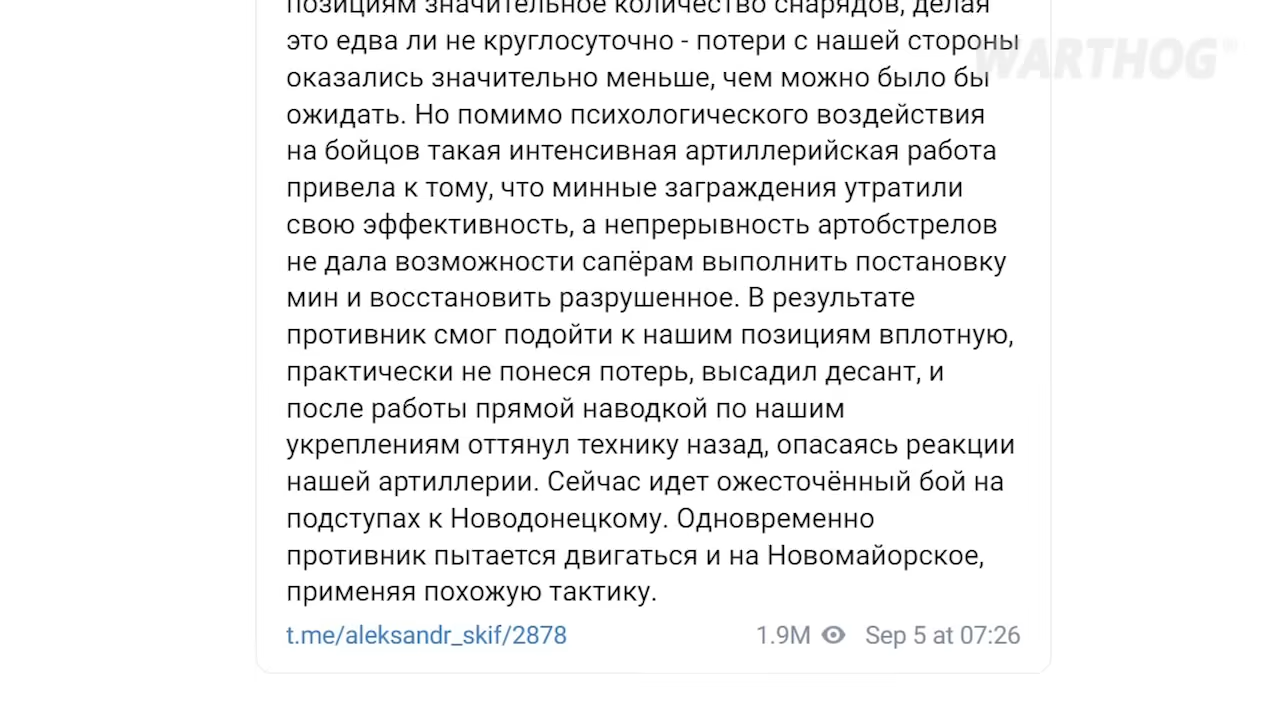 позициям значительное количество снарядов, делая
это едва ли не круглосуточно - потери с нашей стороны
WARTHOG®
оказались значительно меньше, чем можно было бы
ожидать. Но помимо психологического воздействия
на бойцов такая интенсивная артиллерийская работа
привела к тому, что минные заграждения утратили
свою эффективность, а непрерывность артобстрелов
не дала возможности сапёрам выполнить постановку
мин и восстановить разрушенное. В результате
противник смог подойти к нашим позициям вплотную,
практически не понеся потерь, высадил десант, и
после работы прямой наводкой по нашим
укреплениям оттянул технику назад, опасаясь реакции
нашей артиллерии. Сейчас идет ожесточённый бой на
подступах к Новодонецкому. Одновременно
противник пытается двигаться и на Новомайорское,
применяя похожую тактику.
t.me/aleksandr_skif/2878 1.9M Sep 5 at 07:26